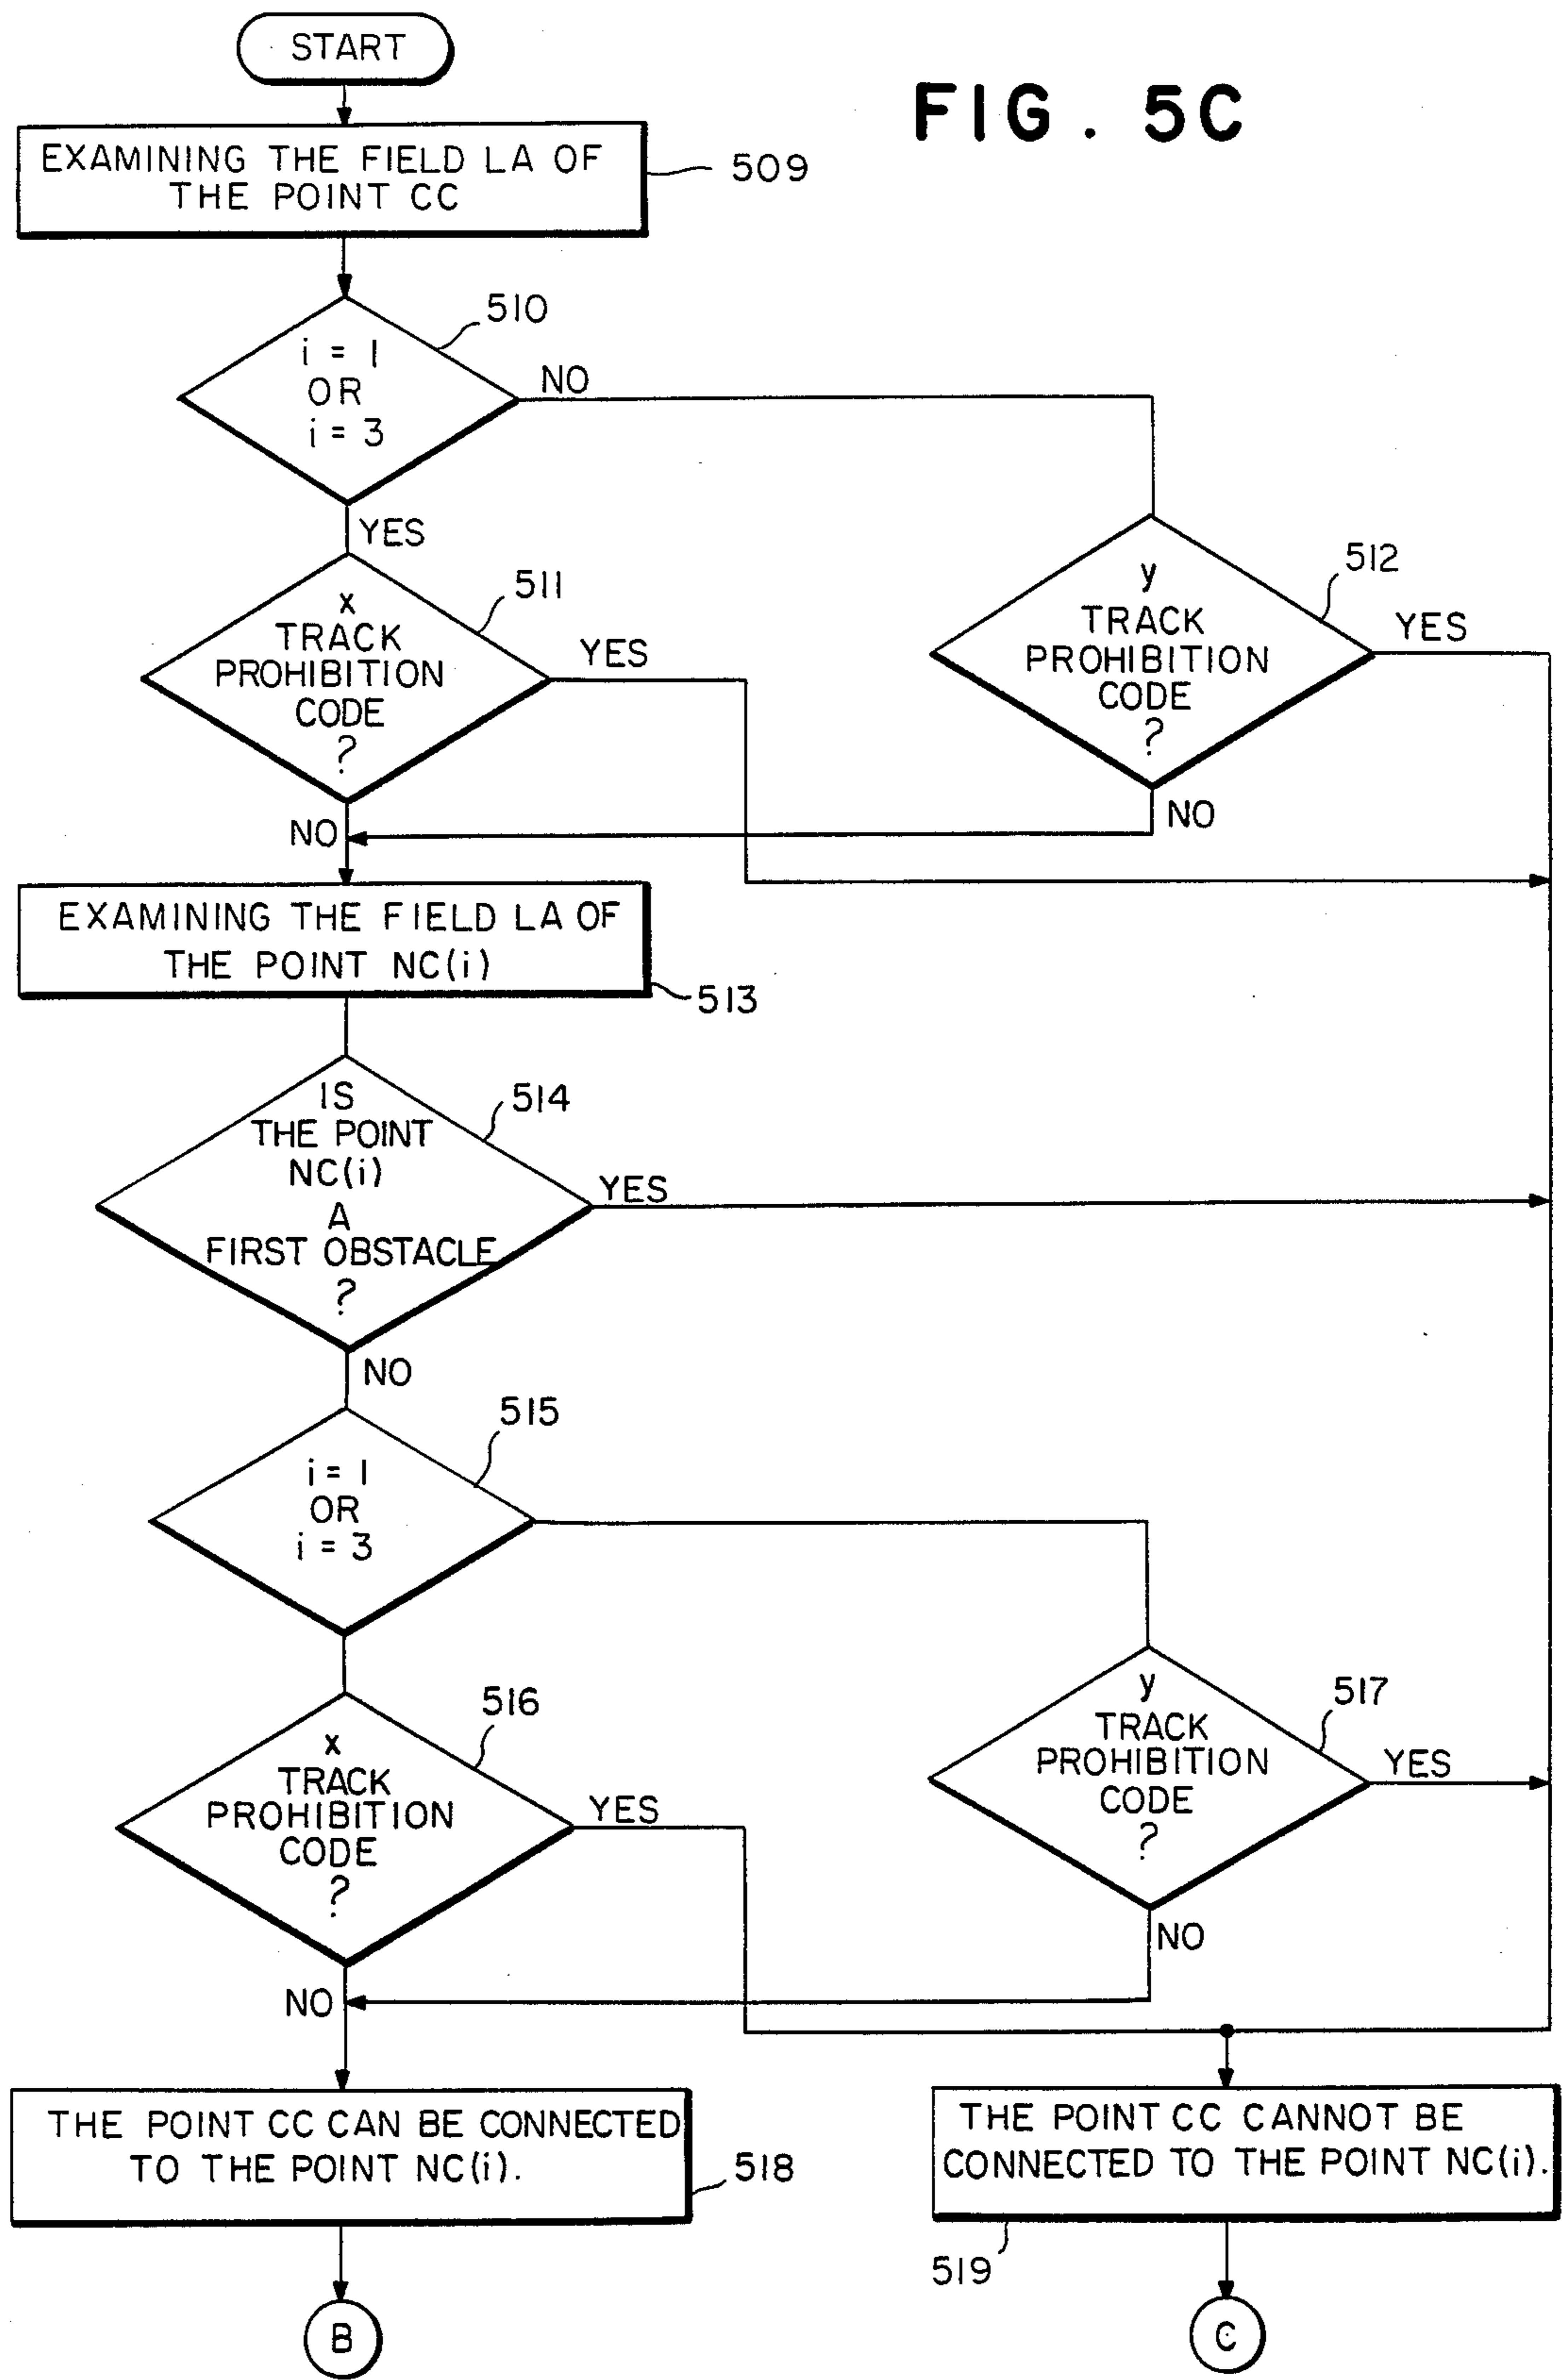 START
FIG. 5C
EXAMINING THE FIELD LA OF
THE POINT CC
509
510
i = 1
OR
i = 3
NO
YES
511
x
TRACK
PROHIBITION
CODE
?
YES
512
y
TRACK
PROHIBITION
CODE
?
YES
NO
NO
EXAMINING THE FIELD LA OF
THE POINT NC(i)
513
IS
THE POINT
NC(i)
A
FIRST OBSTACLE
?
514
YES
NO
515
i = 1
OR
i = 3
516
x
TRACK
PROHIBITION
CODE
?
YES
517
y
TRACK
PROHIBITION
CODE
?
YES
NO
NO
THE POINT CC CAN BE CONNECTED
TO THE POINT NC(i).
518
THE POINT CC CANNOT BE
CONNECTED TO THE POINT NC(i).
519
B
C